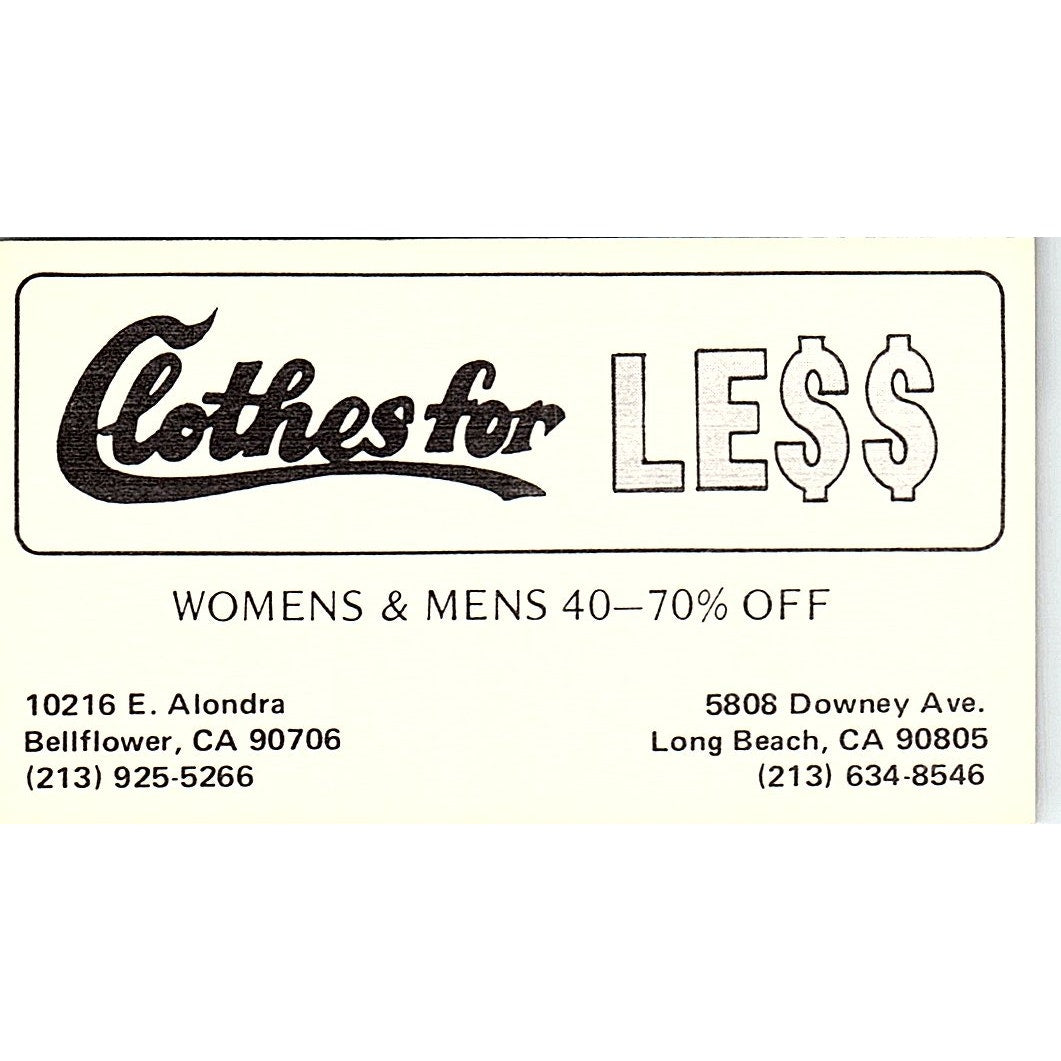 Clothes for LE$$
WOMENS & MENS 40—70% OFF
10216 E. Alondra
Bellflower, CA 90706
(213) 925-5266
5808 Downey Ave.
Long Beach, CA 90805
(213) 634-8546